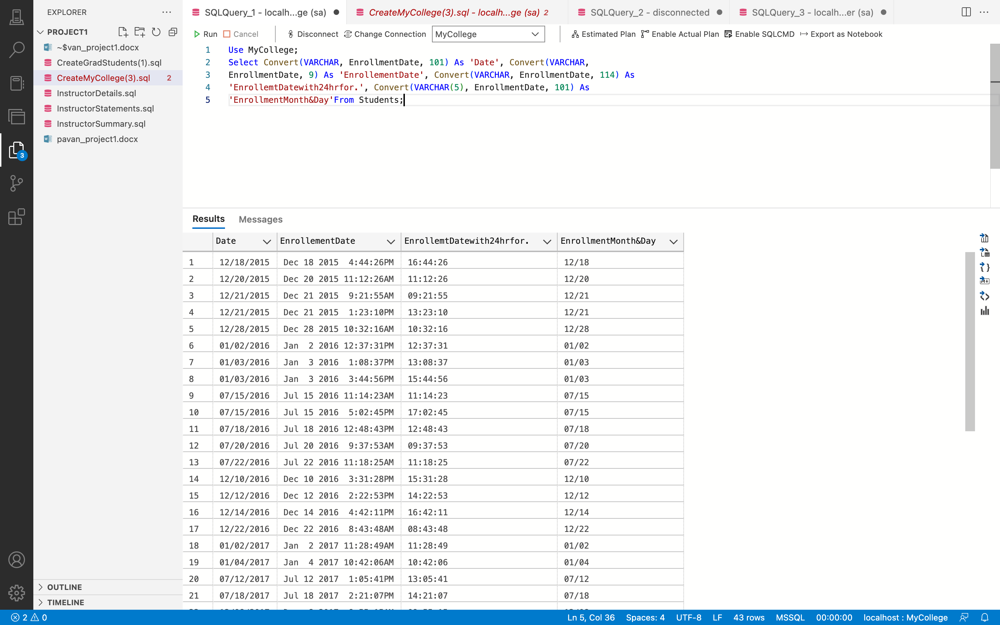 EXPLORER
PROJECT1
~$van_project1.docx
CreateGradStudents(1).sql
CreateMyCollege(3).sql 2
InstructorDetails.sql
InstructorStatements.sql
InstructorSummary.sql
pavan_project1.docx
3
OUTLINE
TIMELINE
SQLQuery_1 - localh...ge (sa)
CreateMyCollege(3).sql - localh...ge (sa) 2
SQLQuery_2 - disconnected
SQLQuery_3 - localh...er (sa)
Run Cancel Disconnect Change Connection MyCollege Estimated Plan Enable Actual Plan Enable SQLCMD Export as Notebook
1 Use MyCollege;
2 Select Convert(VARCHAR, EnrollmentDate, 101) As 'Date', Convert(VARCHAR,
3 EnrollmentDate, 9) As 'EnrollementDate', Convert(VARCHAR, EnrollmentDate, 114) As
4 'EnrollemtDatewith24hrfor.', Convert(VARCHAR(5), EnrollmentDate, 101) As
5 'EnrollmentMonth&Day'From Students;
Results Messages
Date EnrollementDate EnrollemtDatewith24hrfor. EnrollmentMonth&Day
1 12/18/2015 Dec 18 2015  4:44:26PM 16:44:26 12/18
2 12/20/2015 Dec 20 2015 11:12:26AM 11:12:26 12/20
3 12/21/2015 Dec 21 2015  9:21:55AM 09:21:55 12/21
4 12/21/2015 Dec 21 2015  1:23:10PM 13:23:10 12/21
5 12/28/2015 Dec 28 2015 10:32:16AM 10:32:16 12/28
6 01/02/2016 Jan  2 2016 12:37:31PM 12:37:31 01/02
7 01/03/2016 Jan  3 2016  1:08:37PM 13:08:37 01/03
8 01/03/2016 Jan  3 2016  3:44:56PM 15:44:56 01/03
9 07/15/2016 Jul 15 2016 11:14:23AM 11:14:23 07/15
10 07/15/2016 Jul 15 2016  5:02:45PM 17:02:45 07/15
11 07/18/2016 Jul 18 2016 12:48:43PM 12:48:43 07/18
12 07/20/2016 Jul 20 2016  9:37:53AM 09:37:53 07/20
13 07/22/2016 Jul 22 2016 11:18:25AM 11:18:25 07/22
14 12/10/2016 Dec 10 2016  3:31:28PM 15:31:28 12/10
15 12/12/2016 Dec 12 2016  2:22:53PM 14:22:53 12/12
16 12/14/2016 Dec 14 2016  4:42:11PM 16:42:11 12/14
17 12/22/2016 Dec 22 2016  8:43:48AM 08:43:48 12/22
18 01/02/2017 Jan  2 2017 11:28:49AM 11:28:49 01/02
19 01/04/2017 Jan  4 2017 10:42:06AM 10:42:06 01/04
20 07/12/2017 Jul 12 2017  1:05:41PM 13:05:41 07/12
21 07/18/2017 Jul 18 2017  2:21:07PM 14:21:07 07/18
2 0 Ln 5, Col 36 Spaces: 4 UTF-8 LF 43 rows MSSQL 00:00:00 localhost : MyCollege